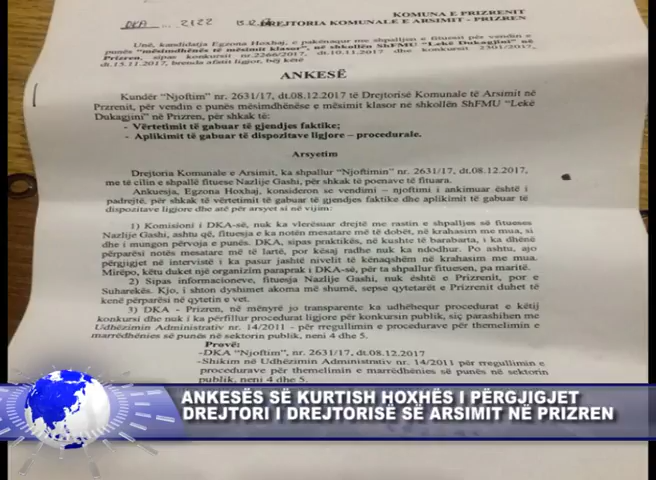 KOMUNA E PRIZRENIT
DKA ... 2122 15.12.
DREJTORIA KOMUNALE E ARSIMIT - PRIZREN
Unë, kandidatja Egzona Hoxhaj, e pakënaqur me shpalljen e fituesit për vendin e
punës "mësimdhënës të mësimit klasor", në shkollën ShFMU "Lekë Dukagjini" në
Prizren, sipas konkursit nr.2266/2017, dt.10.11.2017 dhe konkursit 2301/2017,
dt.15.11.2017, brenda afatit ligjor, bëj këtë
ANKESË
Kundër "Njoftim" nr. 2631/17, dt.08.12.2017 të Drejtorisë Komunale të Arsimit në
Przrenit, për vendin e punës mësimdhënëse e mësimit klasor në shkollën ShFMU "Lekë
Dukagjini" në Prizren, për shkak të:
- Vërtetimit të gabuar të gjendjes faktike;
- Aplikimit të gabuar të dispozitave ligjore – procedurale.
Arsyetim
Drejtoria Komunale e Arsimit, ka shpallur "Njoftimin" nr. 2631/17, dt.08.12.2017,
me të cilin e shpallë fituese Nazlije Gashi, për shkak të poenave të fituara.
Ankuesja, Egzona Hoxhaj, konsideron se vendimi – njoftimi i ankimuar është i
padrejtë, për shkak të vërtetimit të gabuar të gjendjes faktike dhe aplikimit të gabuar të
dispozitave ligjore dhe atë për arsyet si në vijim:
1) Komisioni i DKA-së, nuk ka vlerësuar drejt me rastin e shpalljes së fitueses
Nazlije Gashi, ashtu që, fituesja e ka notën mesatare më të dobët, në krahasim me mua, si
dhe i mungon përvoja e punës. DKA, sipas praktikës, në kushte të barabarta, i ka dhënë
përparësi notës mesatare më të lartë, por kësaj radhe nuk ka ndodhur. Po ashtu, ajo
përgjigjet në intervistë i ka pasur jashtë nivelit të kënaqshëm në krahasim me mua.
Mirëpo, këtu duket një organizim paraprak i DKA-së, për ta shpallur fituesen, pa meritë.
2) Sipas informacioneve, fituesja Nazlije Gashi, nuk është e Prizrenit, por e
Suharekës. Kjo, i shton dyshimet akoma më shumë, sepse qytetarët e Prizrenit duhet të
kenë përparësi në qytetin e vet.
3) DKA - Prizren, në mënyrë jo transparente ka udhëhequr procedurat e këtij
konkursi dhe nuk i ka përfillur procedurat ligjore për konkursin publik, siç parashihen me
Udhëzimin Administrativ nr. 14/2011 - për rregullimin e procedurave për themelimin e
marrëdhënies së punës në sektorin publik, neni 4 dhe 5.
Provë:
-DKA "Njoftim", nr. 2631/17, dt.08.12.2017
-Shikim në Udhëzimin Administrativ nr. 14/2011 për rregullimin e
procedurave për themelimin e marrëdhënies së punës në sektorin
publik, neni 4 dhe 5.
ANKESËS SË KURTISH HOXHËS I PËRGJIGJET
DREJTORI I DREJTORISË SË ARSIMIT NË PRIZREN